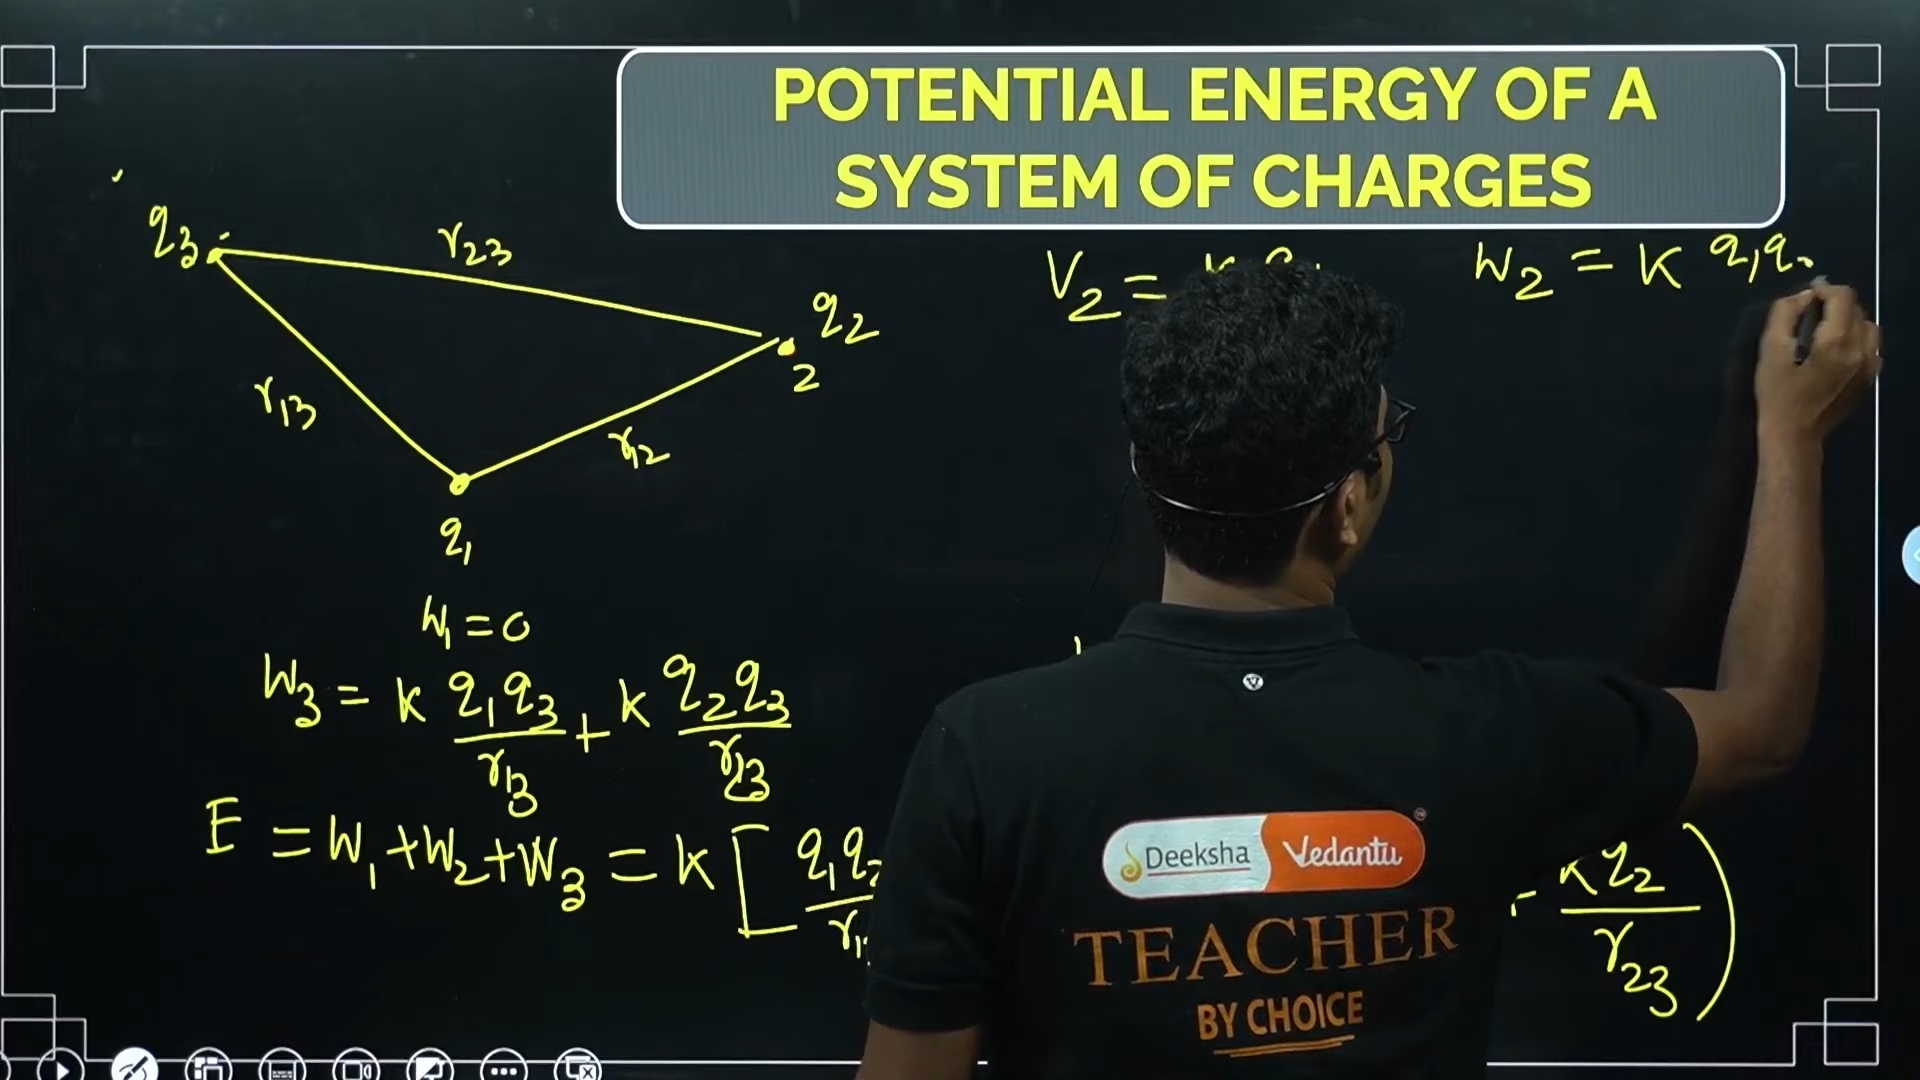 POTENTIAL ENERGY OF A
SYSTEM OF CHARGES
q3
r23
q2
2
r13
r12
q1
V2 =
W2 = K q1q
W1 = 0
W3 = K q1q3/r13 + K q2q3/r23
E = W1 + W2 + W3 = K [ q1q2/r1
Kq2/r23 )
Deeksha Vedantu
TEACHER
BY CHOICE